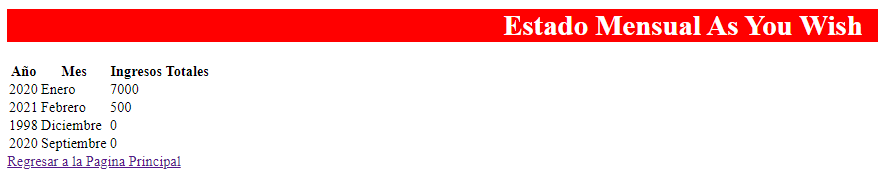 Estado Mensual As You Wish
Año Mes Ingresos Totales
2020 Enero 7000
2021 Febrero 500
1998 Diciembre 0
2020 Septiembre 0
Regresar a la Pagina Principal